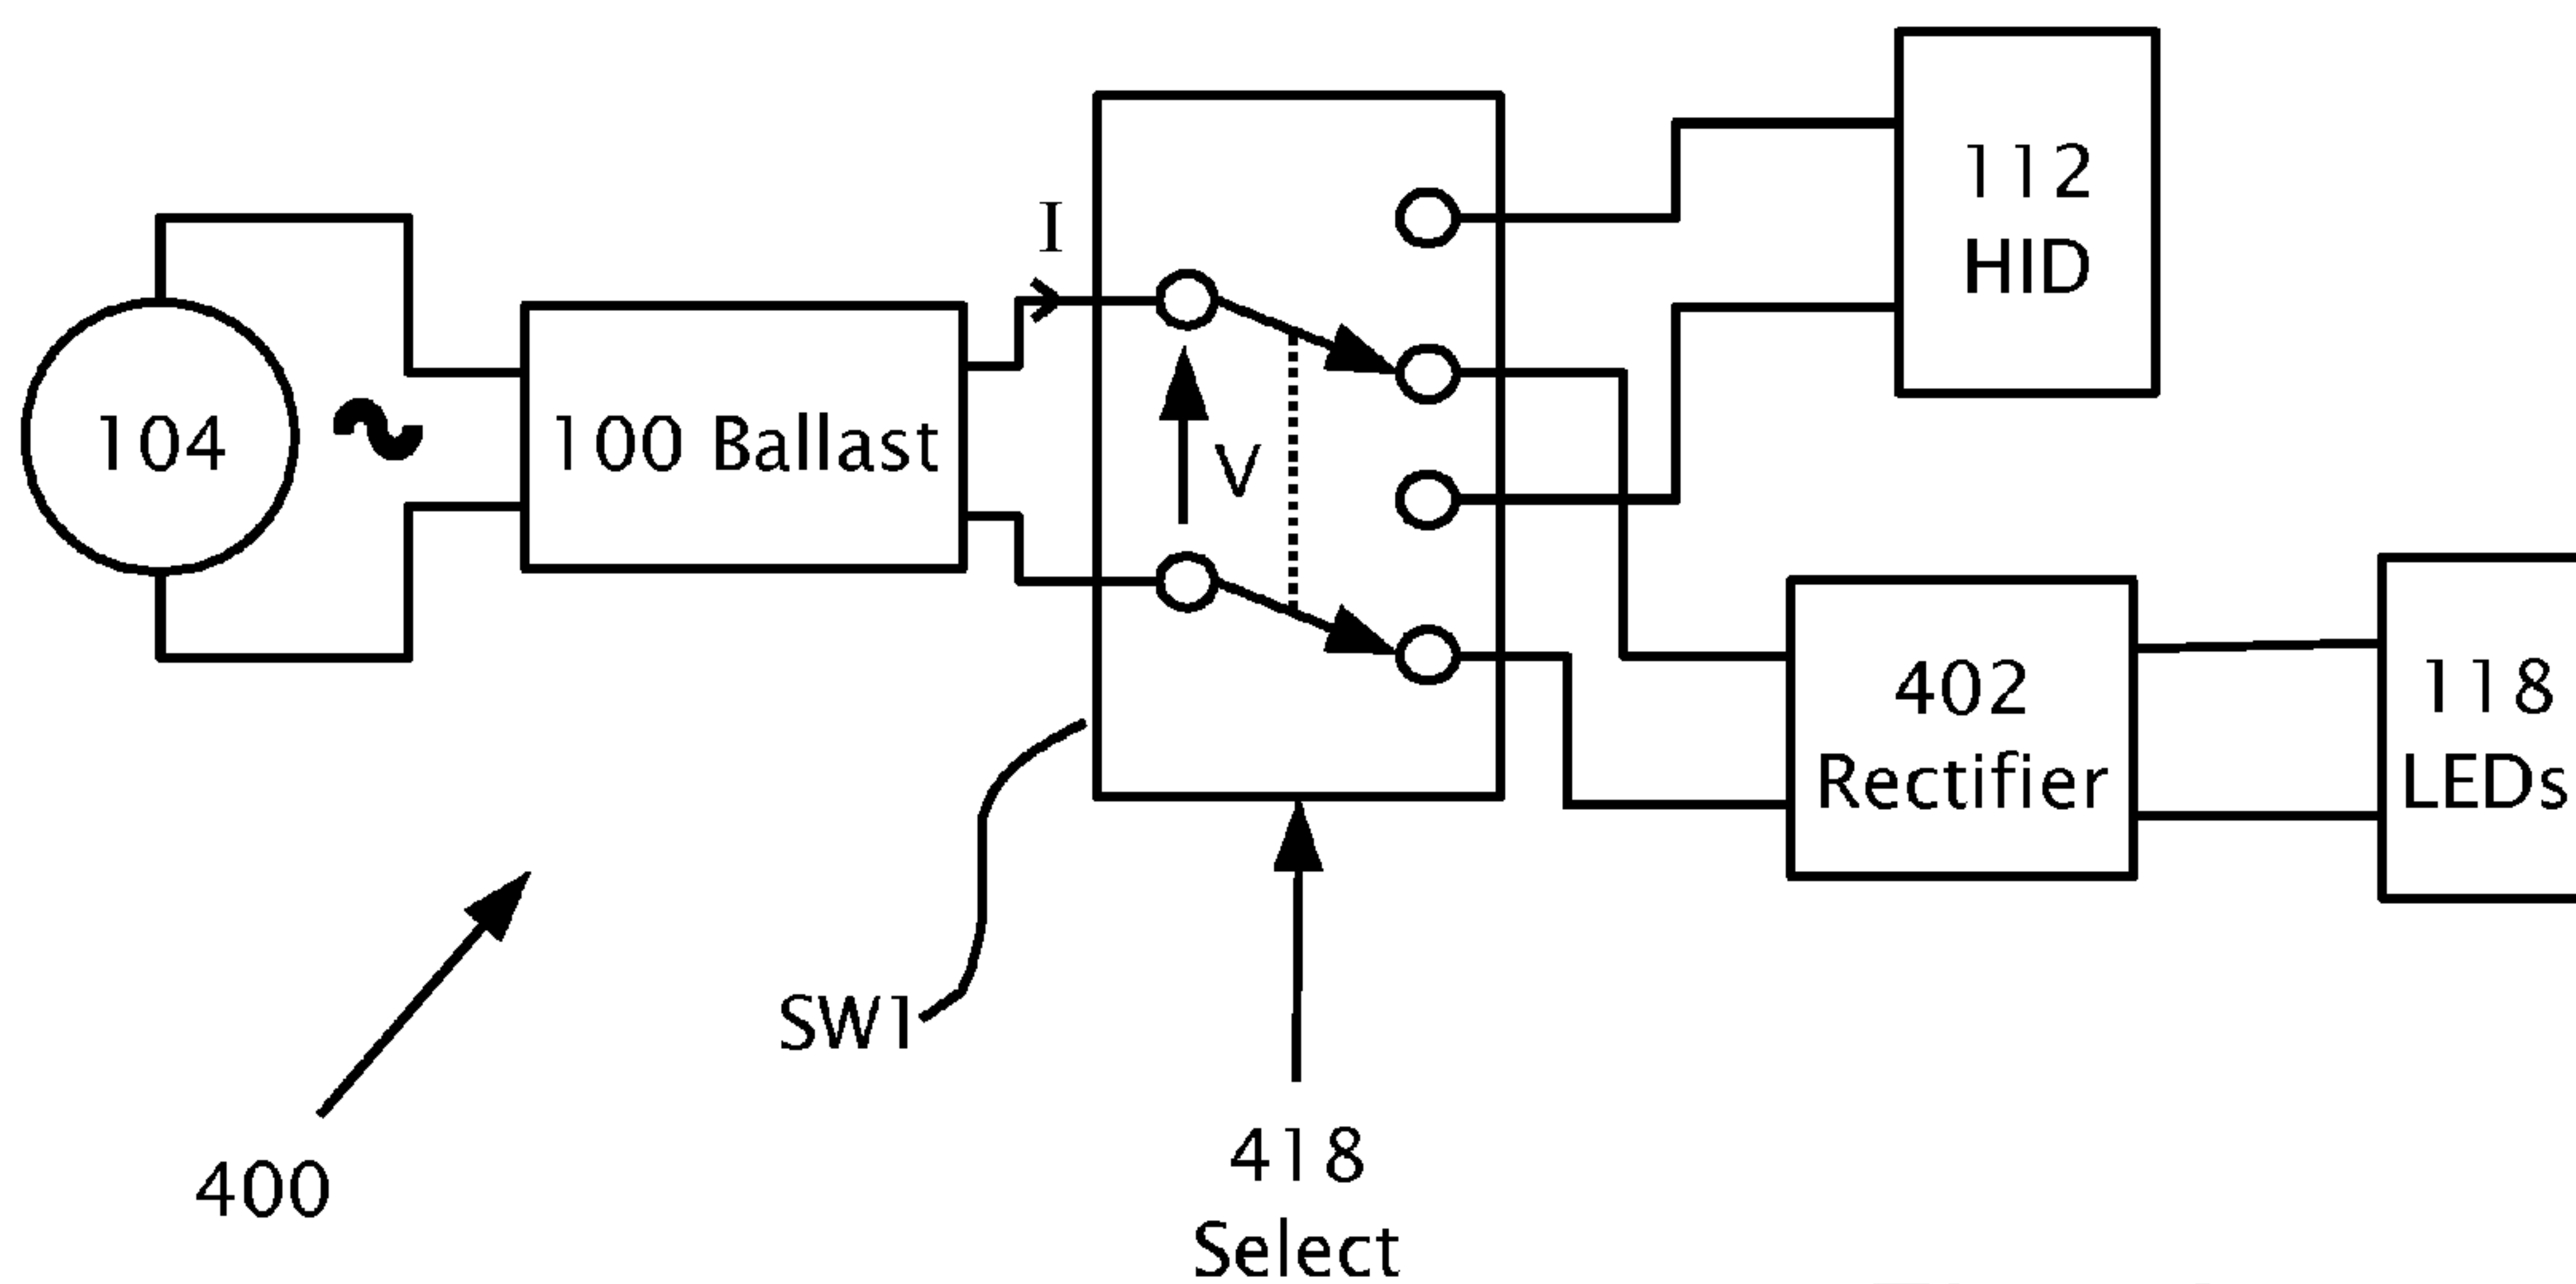 112
HID
I
104
100 Ballast
V
402
Rectifier
118
LEDs
SW1
418
Select
400